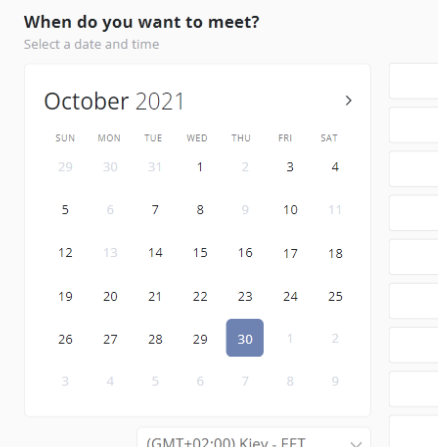 When do you want to meet?
Select a date and time
October 2021
SUN MON TUE WED THU FRI SAT
29 30 31 1 2 3 4
5 6 7 8 9 10 11
12 13 14 15 16 17 18
19 20 21 22 23 24 25
26 27 28 29 30 1 2
3 4 5 6 7 8 9
(GMT+02:00) Kiev - EET